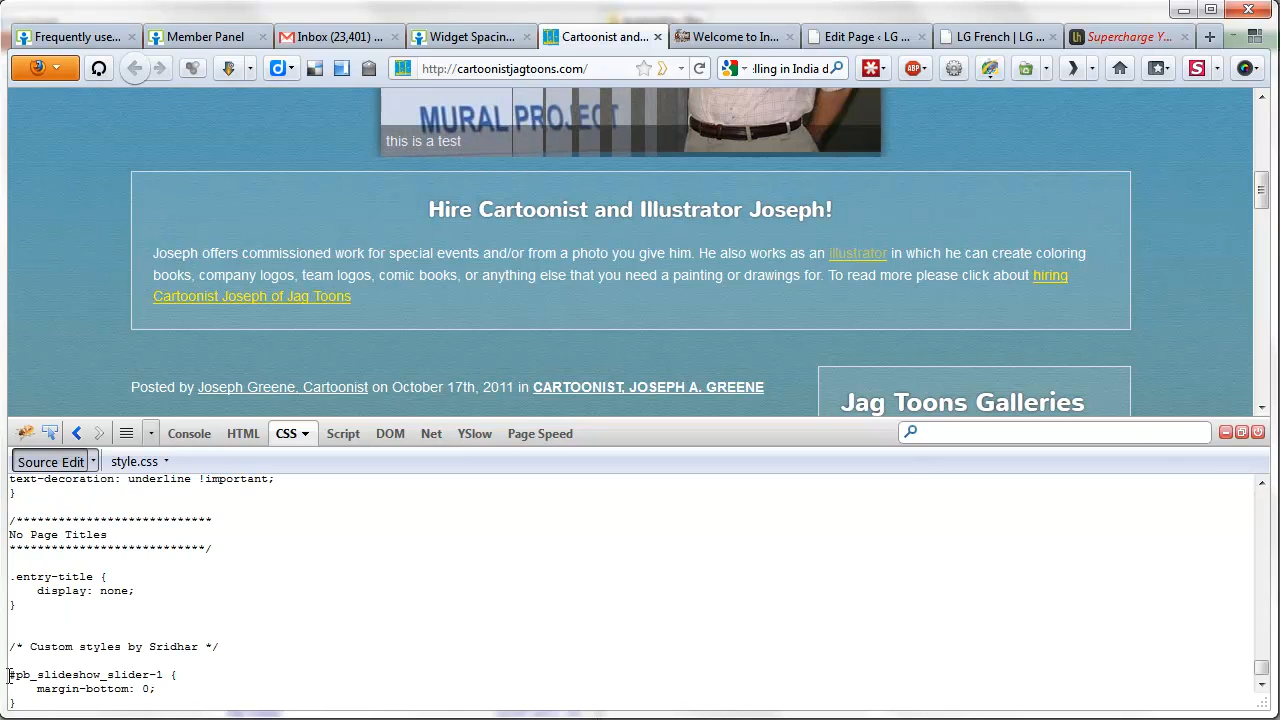 Frequently use... Member Panel Inbox (23,401) ... Widget Spacin... Cartoonist and... Welcome to In... Edit Page ‹ LG ... LG French | LG ... Supercharge Y...
http://cartoonistjagtoons.com/ lling in India d
MURAL PROJECT
this is a test
Hire Cartoonist and Illustrator Joseph!
Joseph offers commissioned work for special events and/or from a photo you give him. He also works as an illustrator in which he can create coloring
books, company logos, team logos, comic books, or anything else that you need a painting or drawings for. To read more please click about hiring
Cartoonist Joseph of Jag Toons
Posted by Joseph Greene, Cartoonist on October 17th, 2011 in CARTOONIST, JOSEPH A. GREENE
Jag Toons Galleries
Console HTML CSS Script DOM Net YSlow Page Speed
Source Edit style.css
text-decoration: underline !important;
}
/****************************
No Page Titles
****************************/
.entry-title {
display: none;
}
/* Custom styles by Sridhar */
#pb_slideshow_slider-1 {
margin-bottom: 0;
}